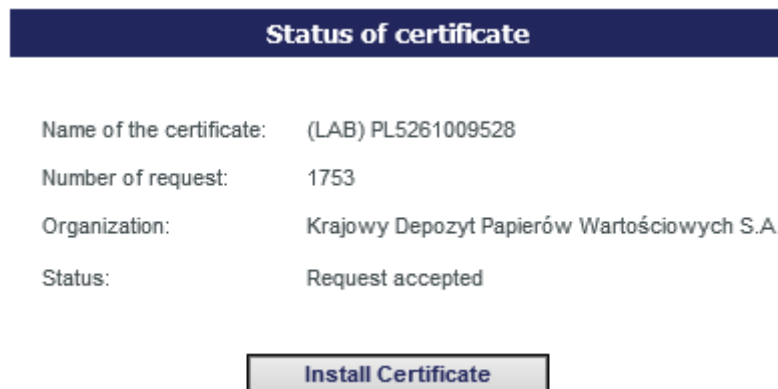 Status of certificate
Name of the certificate: (LAB) PL5261009528
Number of request: 1753
Organization: Krajowy Depozyt Papierów Wartościowych S.A
Status: Request accepted
Install Certificate